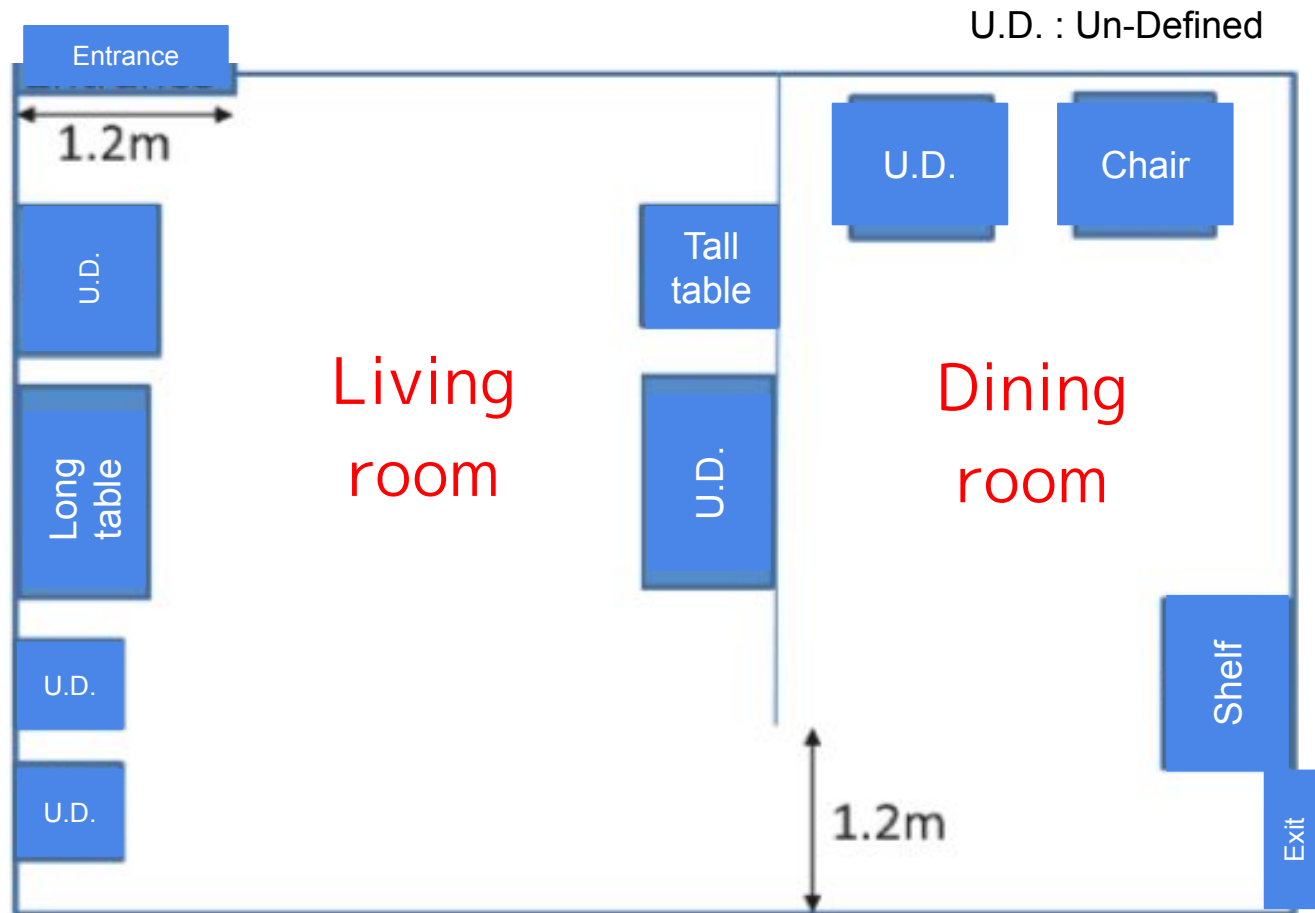 U.D. : Un-Defined
Entrance
1.2m
U.D.
Chair
U.D.
Tall
table
Living
room
Dining
room
Long
table
U.D.
Shelf
U.D.
U.D.
1.2m
Exit